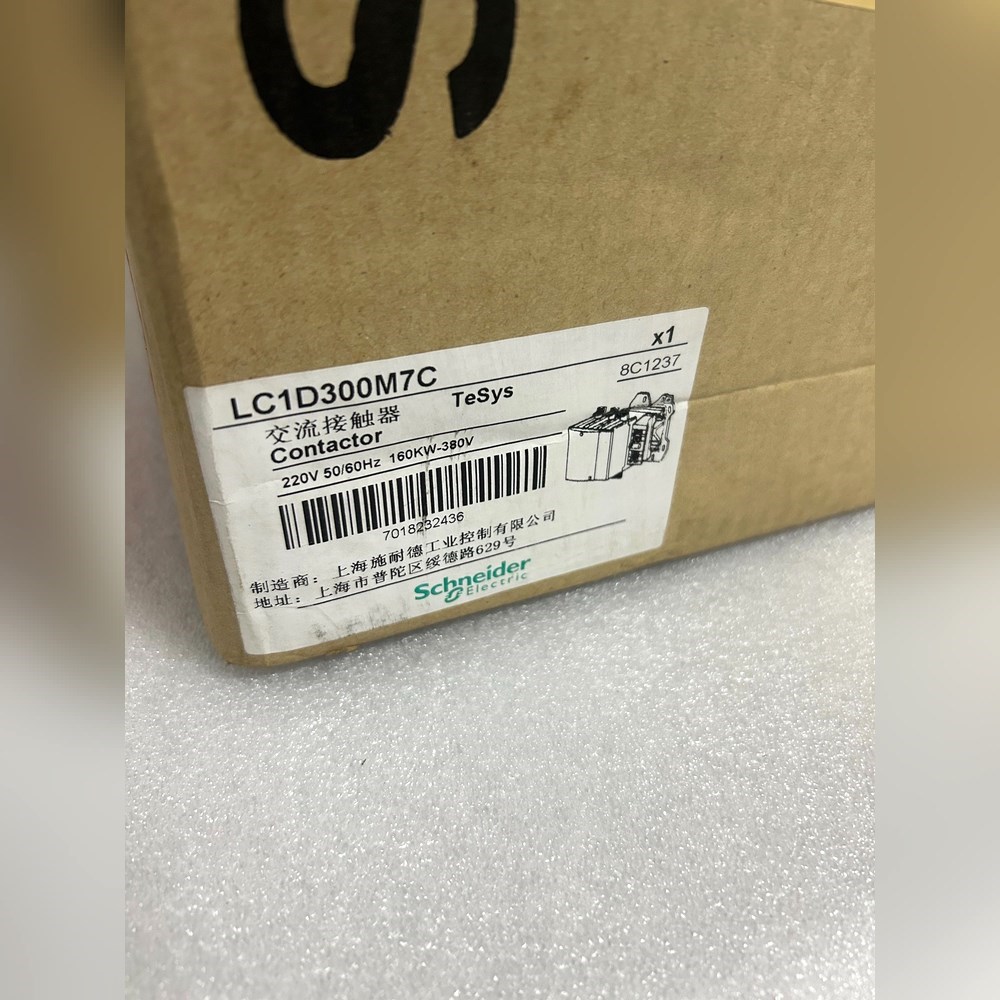 S
x1
LC1D300M7C
8C1237
TeSys
交流接触器
Contactor
220V 50/60Hz 160KW-380V
7018232436
制造商: 上海施耐德工业控制有限公司
地址: 上海市普陀区绥德路629号
Schneider
Electric